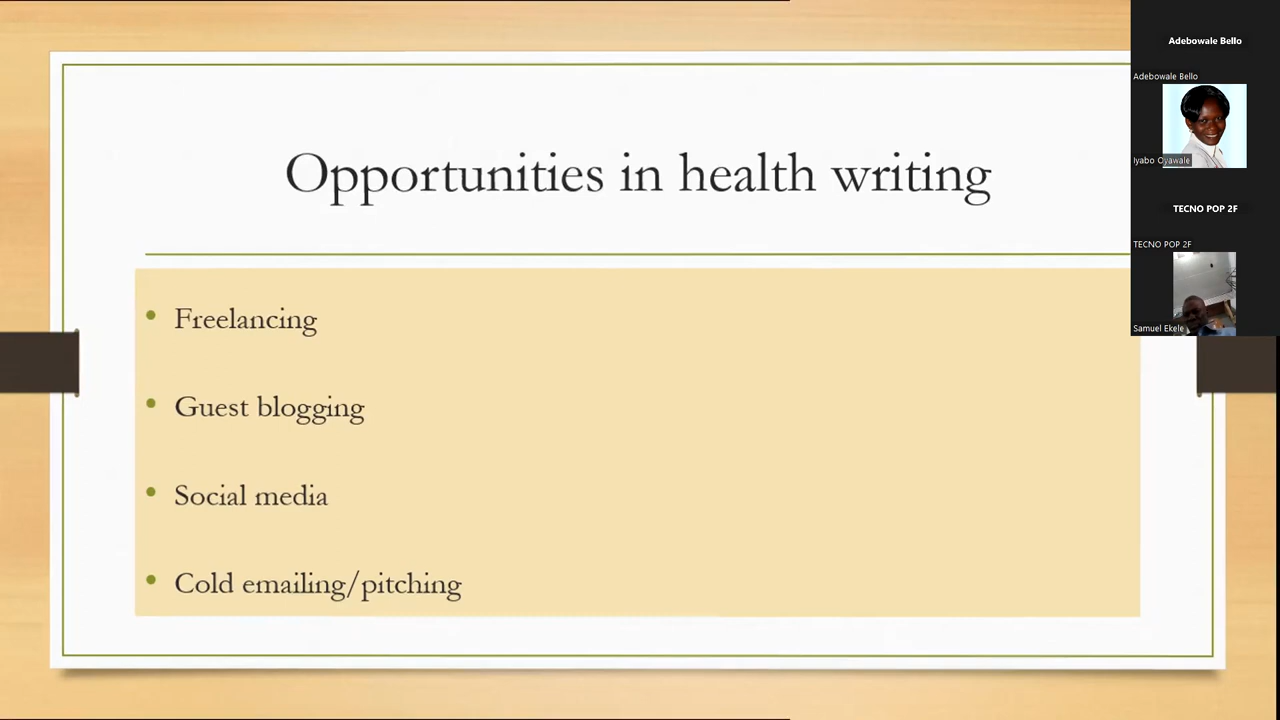 Opportunities in health writing
• Freelancing
• Guest blogging
• Social media
• Cold emailing/pitching
Adebowale Bello
Adebowale Bello
Iyabo Oyawale
TECNO POP 2F
TECNO POP 2F
Samuel Ekele